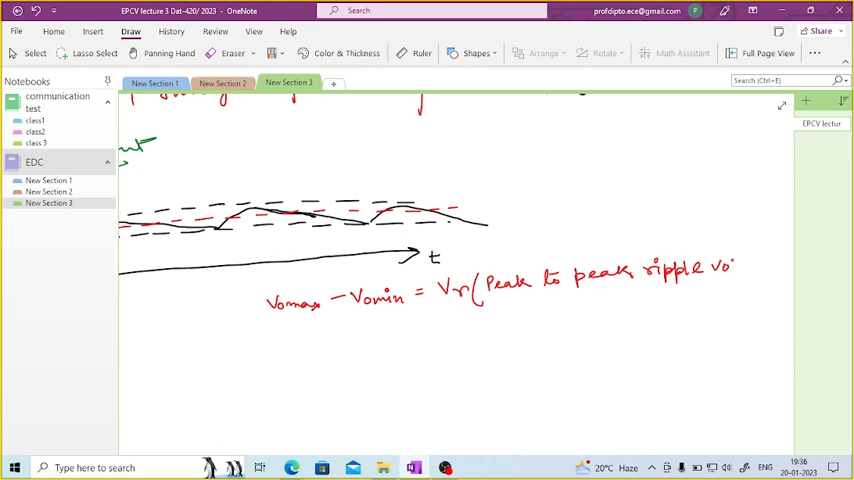 EPCV lecture 3 Dat-420/ 2023 - OneNote
Search
profdipto.ece@gmail.com
P
File Home Insert Draw History Review View Help
Share
Select Lasso Select Panning Hand Eraser Color & Thickness Ruler Shapes Arrange Rotate Math Assistant Full Page View
Notebooks
New Section 1 New Section 2 New Section 3
Search (Ctrl+E)
communication
test
class1
class2
class 3
EDC
New Section 1
New Section 2
New Section 3
EPCV lectur
t
Vomax - Vomin = Vr (Peak to peak ripple vo
Type here to search
20°C Haze
ENG
19:36
20-01-2023